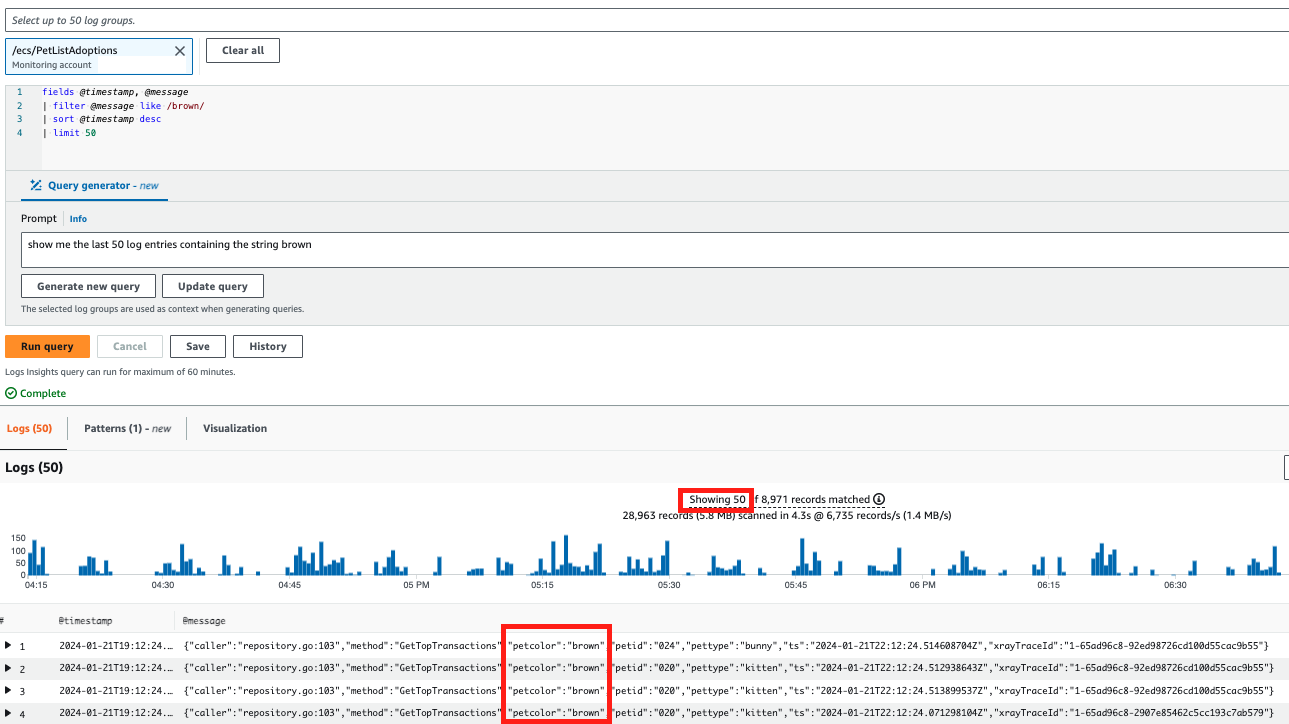 Select up to 50 log groups.
/ecs/PetListAdoptions
Monitoring account
Clear all
1 fields @timestamp, @message
2 | filter @message like /brown/
3 | sort @timestamp desc
4 | limit 50
Query generator - new
Prompt Info
show me the last 50 log entries containing the string brown
Generate new query Update query
The selected log groups are used as context when generating queries.
Run query Cancel Save History
Logs Insights query can run for maximum of 60 minutes.
Complete
Logs (50) Patterns (1) - new Visualization
Logs (50)
Showing 50 of 8,971 records matched
28,963 records (5.8 MB) scanned in 4.3s @ 6,735 records/s (1.4 MB/s)
150
100
50
0
04:15 04:30 04:45 05 PM 05:15 05:30 05:45 06 PM 06:15 06:30
# @timestamp @message
1 2024-01-21T19:12:24.… {"caller":"repository.go:103","method":"GetTopTransactions","petcolor":"brown","petid":"024","pettype":"bunny","ts":"2024-01-21T22:12:24.514608704Z","xrayTraceId":"1-65ad96c8-92ed98726cd100d55cac9b55"}
2 2024-01-21T19:12:24.… {"caller":"repository.go:103","method":"GetTopTransactions","petcolor":"brown","petid":"020","pettype":"kitten","ts":"2024-01-21T22:12:24.512938643Z","xrayTraceId":"1-65ad96c8-92ed98726cd100d55cac9b55"}
3 2024-01-21T19:12:24.… {"caller":"repository.go:103","method":"GetTopTransactions","petcolor":"brown","petid":"020","pettype":"kitten","ts":"2024-01-21T22:12:24.513899537Z","xrayTraceId":"1-65ad96c8-92ed98726cd100d55cac9b55"}
4 2024-01-21T19:12:24.… {"caller":"repository.go:103","method":"GetTopTransactions","petcolor":"brown","petid":"020","pettype":"kitten","ts":"2024-01-21T22:12:24.071298104Z","xrayTraceId":"1-65ad96c8-2907e85462c5cc193c7ab579"}